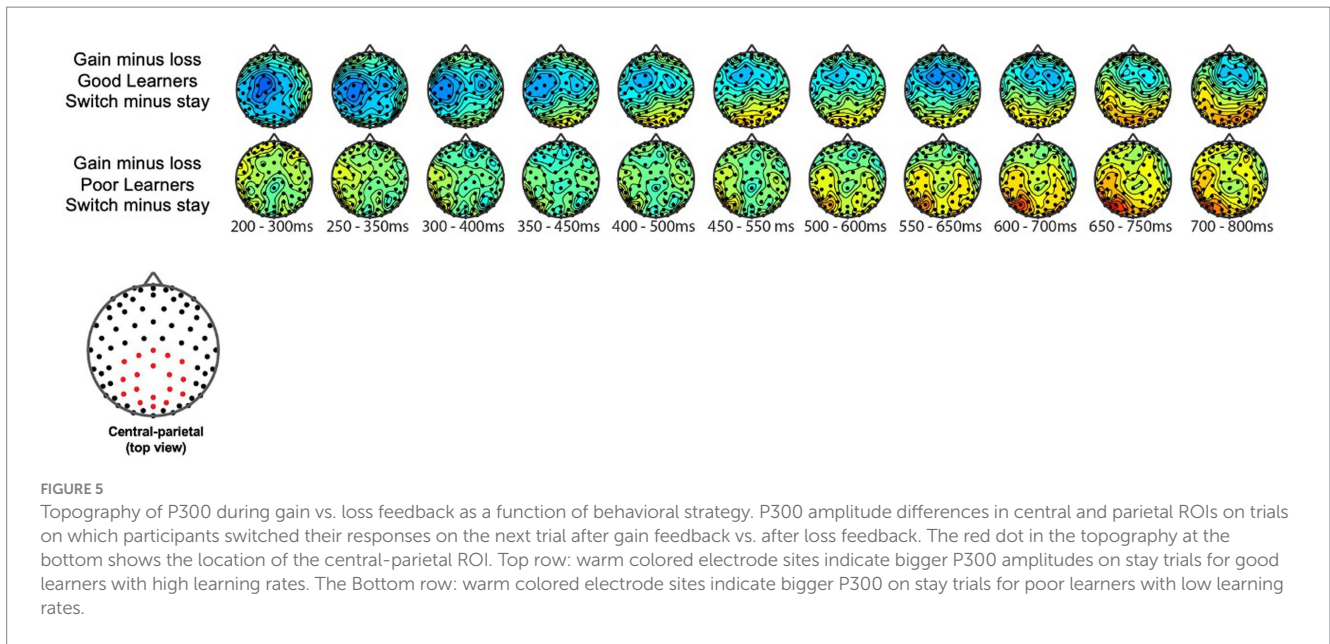 Gain minus loss
Good Learners
Switch minus stay
Gain minus loss
Poor Learners
Switch minus stay
200 - 300ms 250 - 350ms 300 - 400ms 350 - 450ms 400 - 500ms 450 - 550 ms 500 - 600ms 550 - 650ms 600 - 700ms 650 - 750ms 700 - 800ms
Central-parietal
(top view)
FIGURE 5
Topography of P300 during gain vs. loss feedback as a function of behavioral strategy. P300 amplitude differences in central and parietal ROIs on trials
on which participants switched their responses on the next trial after gain feedback vs. after loss feedback. The red dot in the topography at the
bottom shows the location of the central-parietal ROI. Top row: warm colored electrode sites indicate bigger P300 amplitudes on stay trials for good
learners with high learning rates. The Bottom row: warm colored electrode sites indicate bigger P300 on stay trials for poor learners with low learning
rates.